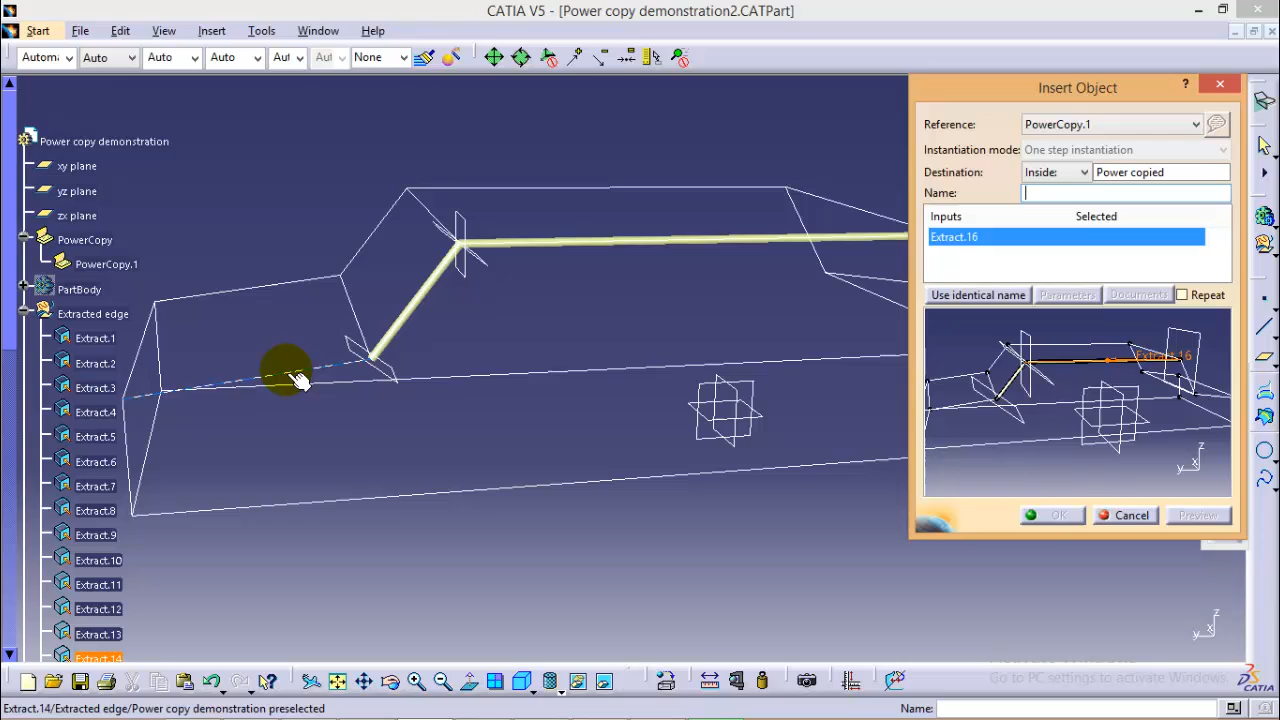 CATIA V5 - [Power copy demonstration2.CATPart]
Start File Edit View Insert Tools Window Help
Automa Auto Auto Auto Aut Aut None
Insert Object
?
Reference: PowerCopy.1
Instantiation mode: One step instantiation
Destination: Inside: Power copied
Name:
Inputs Selected
Extract.16
Use identical name Parameters Documents Repeat
Extract.16
z
y x
OK Cancel Preview
Power copy demonstration
xy plane
yz plane
zx plane
PowerCopy
PowerCopy.1
PartBody
Extracted edge
Extract.1
Extract.2
Extract.3
Extract.4
Extract.5
Extract.6
Extract.7
Extract.8
Extract.9
Extract.10
Extract.11
Extract.12
Extract.13
Extract.14
z
y x
Go to PC settings to activate Windows.
CATIA
Extract.14/Extracted edge/Power copy demonstration preselected
Name: